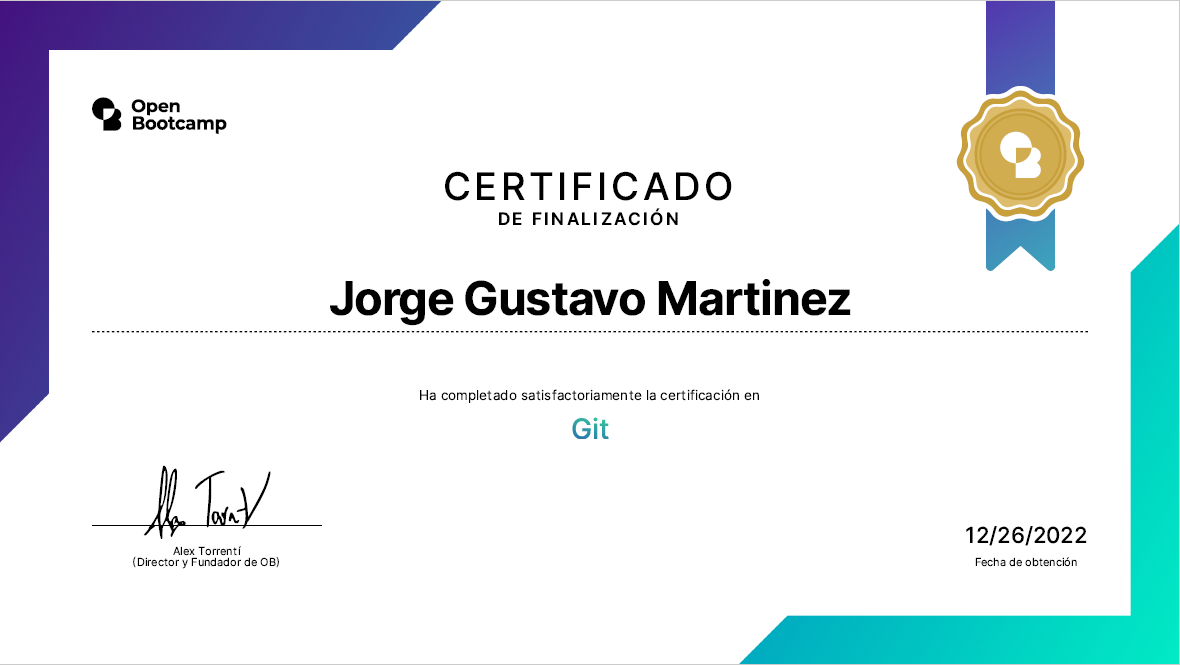 Open
Bootcamp
CERTIFICADO
DE FINALIZACIÓN
Jorge Gustavo Martinez
Ha completado satisfactoriamente la certificación en
Git
Alex Torrentí
(Director y Fundador de OB)
12/26/2022
Fecha de obtención